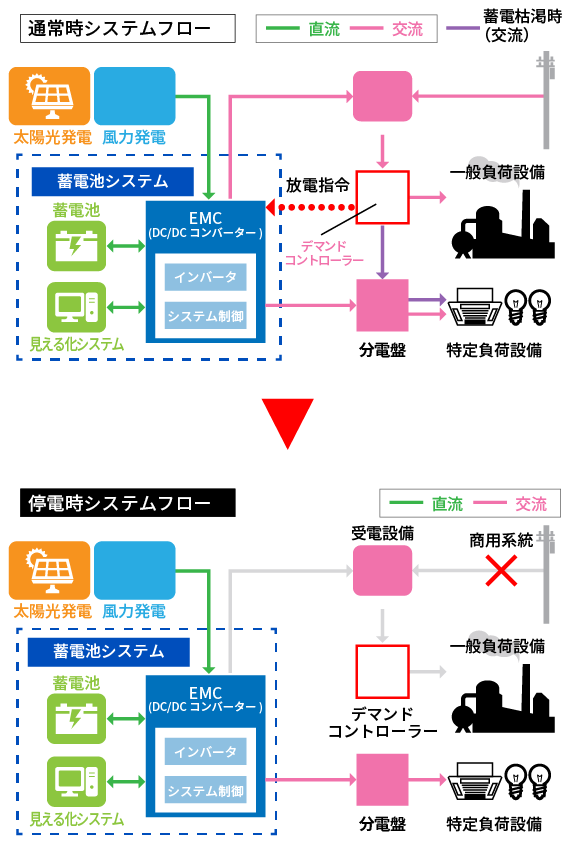 通常時システムフロー
直流
交流
蓄電枯渇時
（交流）
太陽光発電
風力発電
蓄電池システム
蓄電池
EMC
(DC/DC コンバーター)
インバータ
システム制御
見える化システム
放電指令
デマンド
コントローラー
一般負荷設備
分電盤
特定負荷設備
停電時システムフロー
直流
交流
受電設備
商用系統
太陽光発電
風力発電
蓄電池システム
蓄電池
EMC
(DC/DC コンバーター)
インバータ
システム制御
見える化システム
一般負荷設備
デマンド
コントローラー
分電盤
特定負荷設備